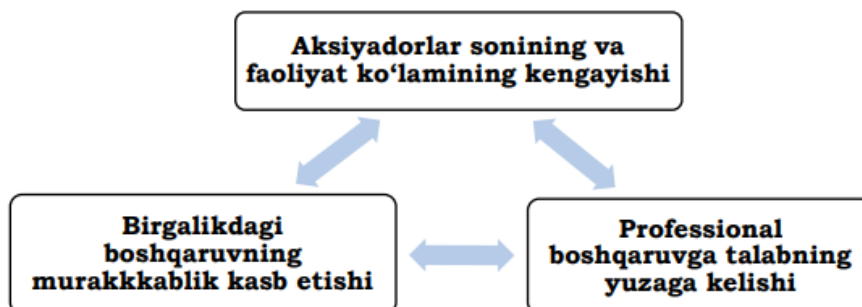 Aksiyadorlar sonining va
faoliyat ko‘lamining kengayishi
Birgalikdagi
boshqaruvning
murakkkablik kasb etishi
Professional
boshqaruvga talabning
yuzaga kelishi